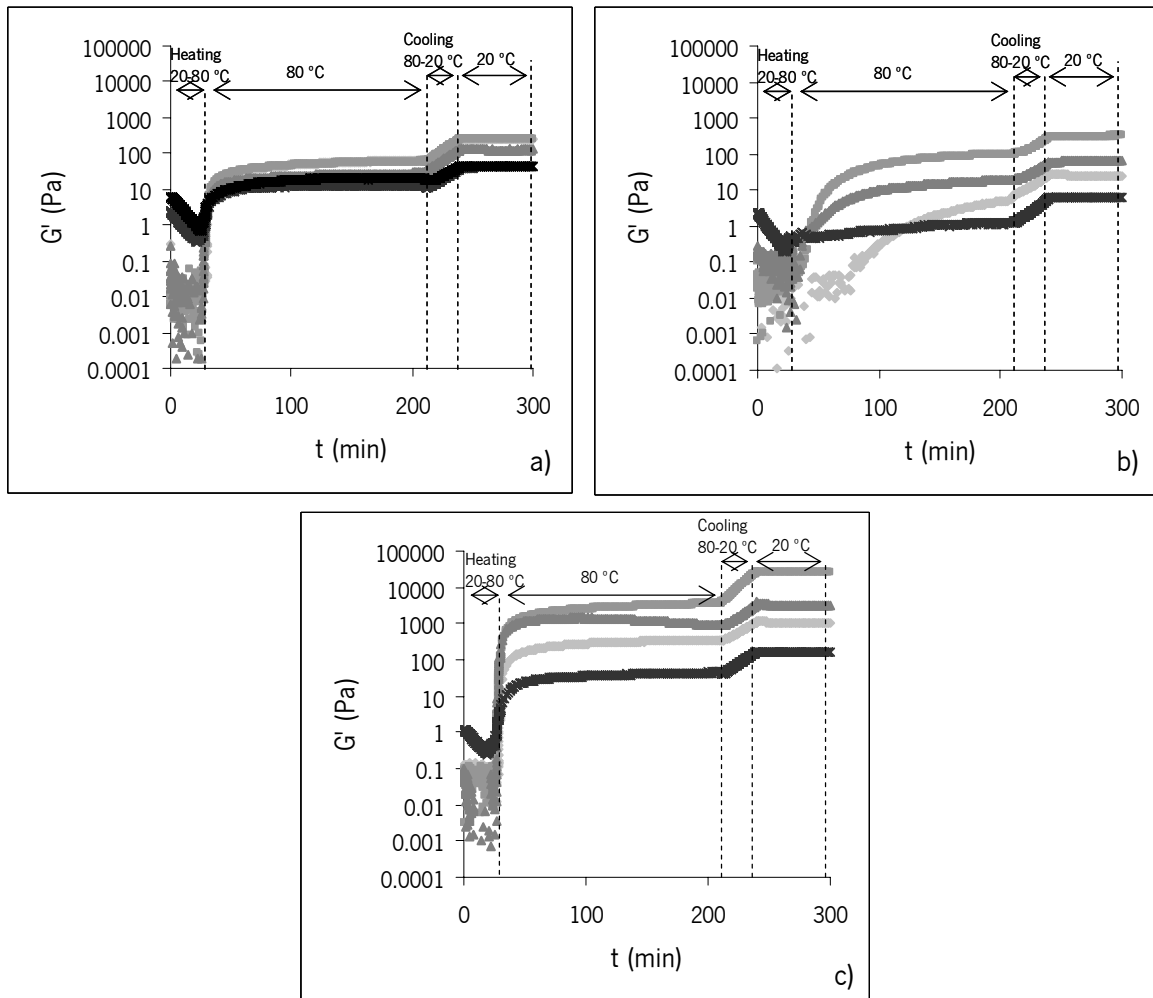 Heating
20-80 °C
80 °C
Cooling
80-20 °C
20 °C
100000
10000
1000
100
10
1
0.1
0.01
0.001
0.0001
G' (Pa)
0 100 200 300
t (min)
a)
Heating
20-80 °C
80 °C
Cooling
80-20 °C
20 °C
100000
10000
1000
100
10
1
0.1
0.01
0.001
0.0001
G' (Pa)
0 100 200 300
t (min)
b)
Heating
20-80 °C
80 °C
Cooling
80-20 °C
20 °C
100000
10000
1000
100
10
1
0.1
0.01
0.001
0.0001
G' (Pa)
0 100 200 300
t (min)
c)